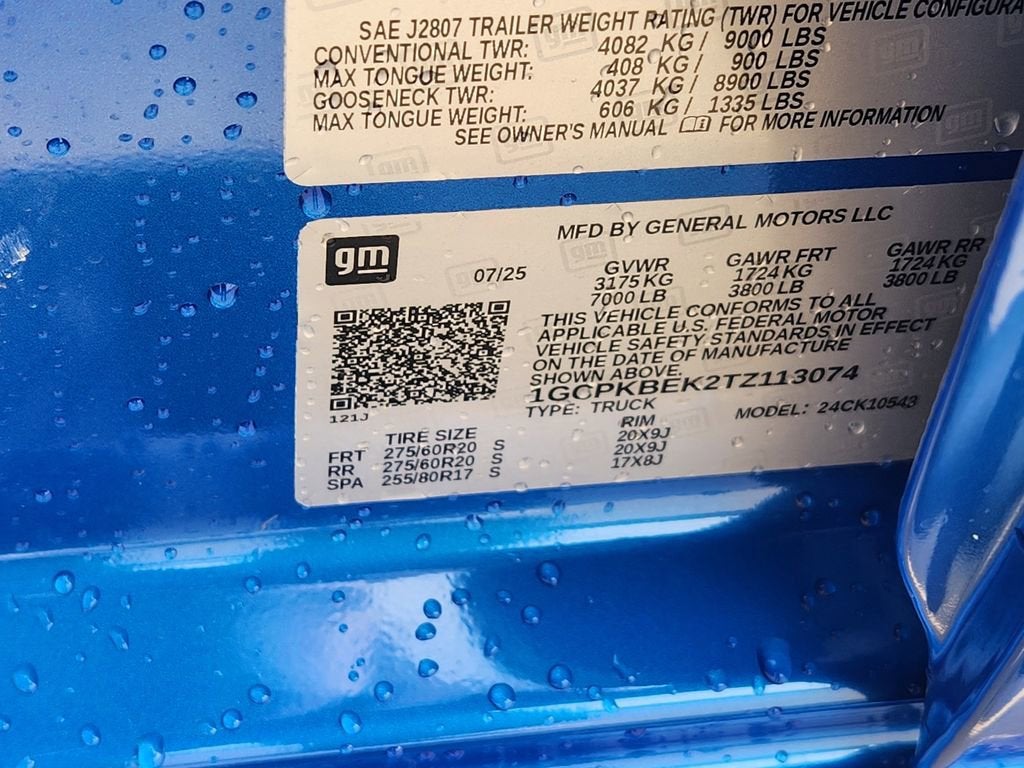 SAE J2807 TRAILER WEIGHT RATING (TWR) FOR VEHICLE
CONVENTIONAL TWR: 4082 KG / 9000 LBS
MAX TONGUE WEIGHT: 408 KG / 900 LBS
GOOSENECK TWR: 4037 KG / 8900 LBS
MAX TONGUE WEIGHT: 606 KG / 1335 LBS
SEE OWNER'S MANUAL FOR MORE INFORMATION
MFD BY GENERAL MOTORS LLC
gm
07/25
GVWR GAWR FRT GAWR RR
3175 KG 1724 KG 1724 KG
7000 LB 3800 LB 3800 LB
THIS VEHICLE CONFORMS TO ALL
APPLICABLE U.S. FEDERAL MOTOR
VEHICLE SAFETY STANDARDS IN EFFECT
ON THE DATE OF MANUFACTURE
SHOWN ABOVE.
1GCPKBEK2TZ113074
TYPE: TRUCK MODEL: 24CK10543
121J
TIRE SIZE RIM
FRT 275/60R20 S 20X9J
RR 275/60R20 S 20X9J
SPA 255/80R17 S 17X8J